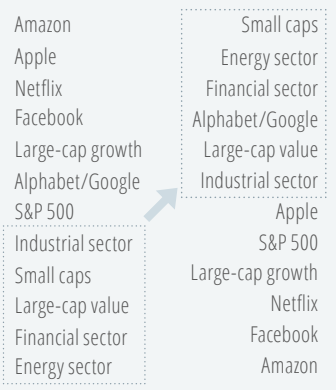 Amazon
Apple
Netflix
Facebook
Large-cap growth
Alphabet/Google
S&P 500
Industrial sector
Small caps
Large-cap value
Financial sector
Energy sector
Small caps
Energy sector
Financial sector
Alphabet/Google
Large-cap value
Industrial sector
Apple
S&P 500
Large-cap growth
Netflix
Facebook
Amazon